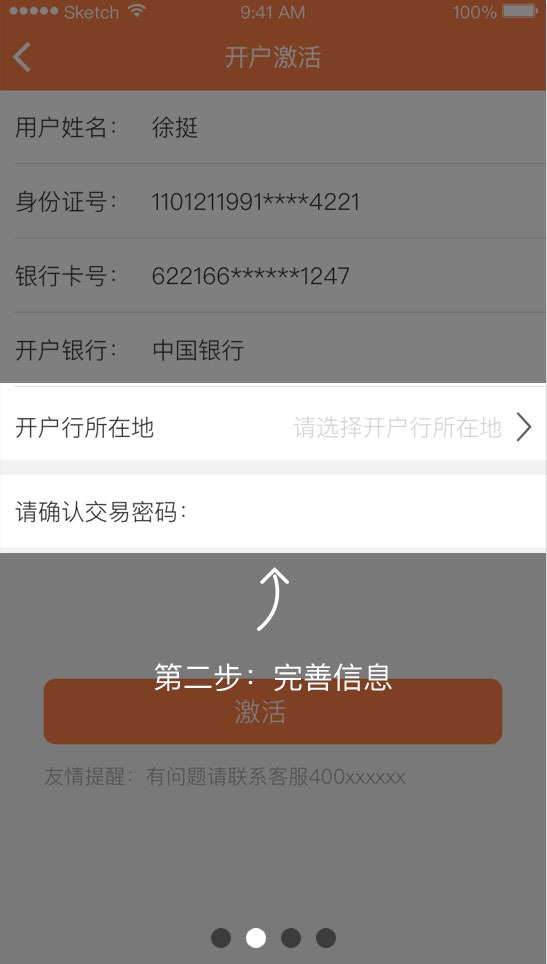 Sketch 9:41 AM 100%
开户激活
用户姓名： 徐挺
身份证号： 1101211991****4221
银行卡号： 622166******1247
开户银行： 中国银行
开户行所在地 请选择开户行所在地
请确认交易密码：
第二步：完善信息
激活
友情提醒：有问题请联系客服400xxxxxx